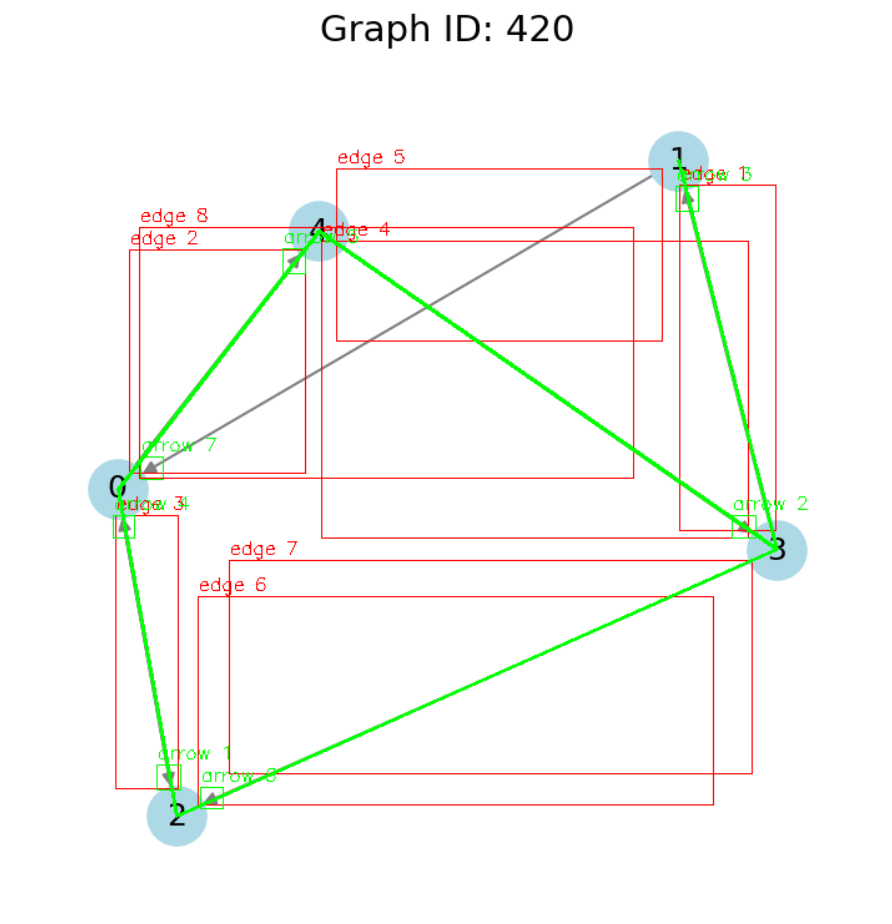 Graph ID: 420
1
edge 5
edge 1
arrow 3
edge 8
4
edge 4
edge 2
arrow 5
arrow 7
0
edge 3
arrow 4
arrow 2
3
edge 7
edge 6
arrow 1
arrow 6
2